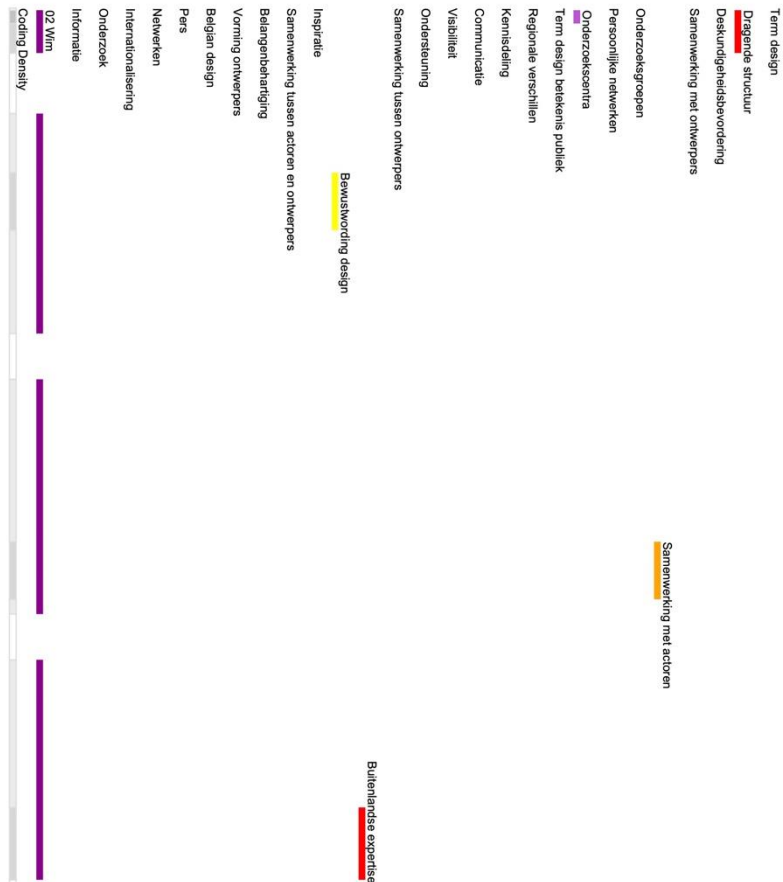 Term design
Dragende structuur
Deskundigeheidsbevordering
Samenwerking met ontwerpers
Samenwerking met actoren
Onderzoeksgroepen
Persoonlijke netwerken
Onderzoekscentra
Term design betekenis publiek
Regionale verschillen
Kennisdeling
Communicatie
Visibiliteit
Ondersteuning
Samenwerking tussen ontwerpers
Buitenlandse expertise
Bewustwording design
Inspiratie
Samenwerking tussen actoren en ontwerpers
Belangenbehartiging
Vorming ontwerpers
Belgian design
Pers
Netwerken
Internationalisering
Onderzoek
Informatie
02 Wim
Coding Density